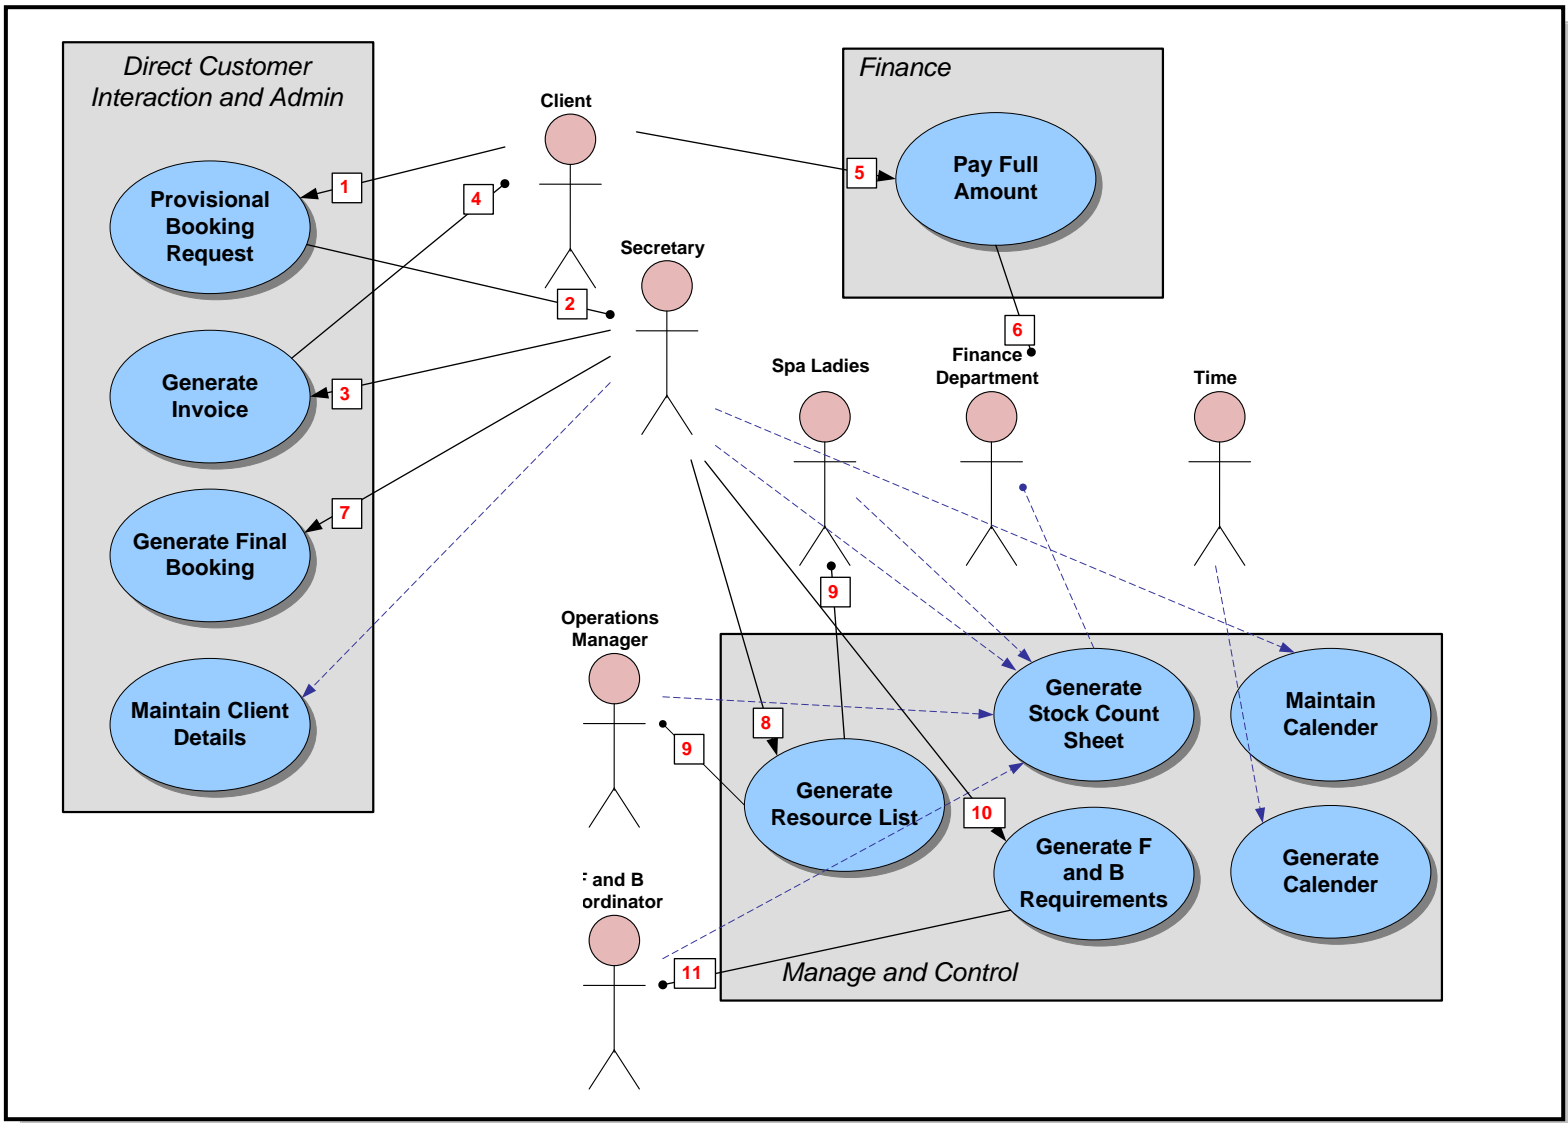 Direct Customer
Interaction and Admin
Provisional
Booking
Request
Generate
Invoice
Generate Final
Booking
Maintain Client
Details
1
4
2
3
7
Client
Secretary
Finance
Pay Full
Amount
5
6
Spa Ladies
Finance
Department
Time
Operations
Manager
9
9
8
10
11
F and B
ordinator
Generate
Resource List
Generate
Stock Count
Sheet
Maintain
Calender
Generate F
and B
Requirements
Generate
Calender
Manage and Control